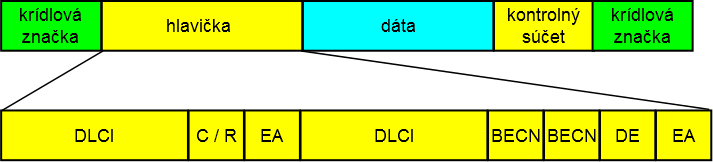 krídlová
značka
hlavička
dáta
kontrolný
súčet
krídlová
značka
DLCI
C / R
EA
DLCI
BECN
BECN
DE
EA